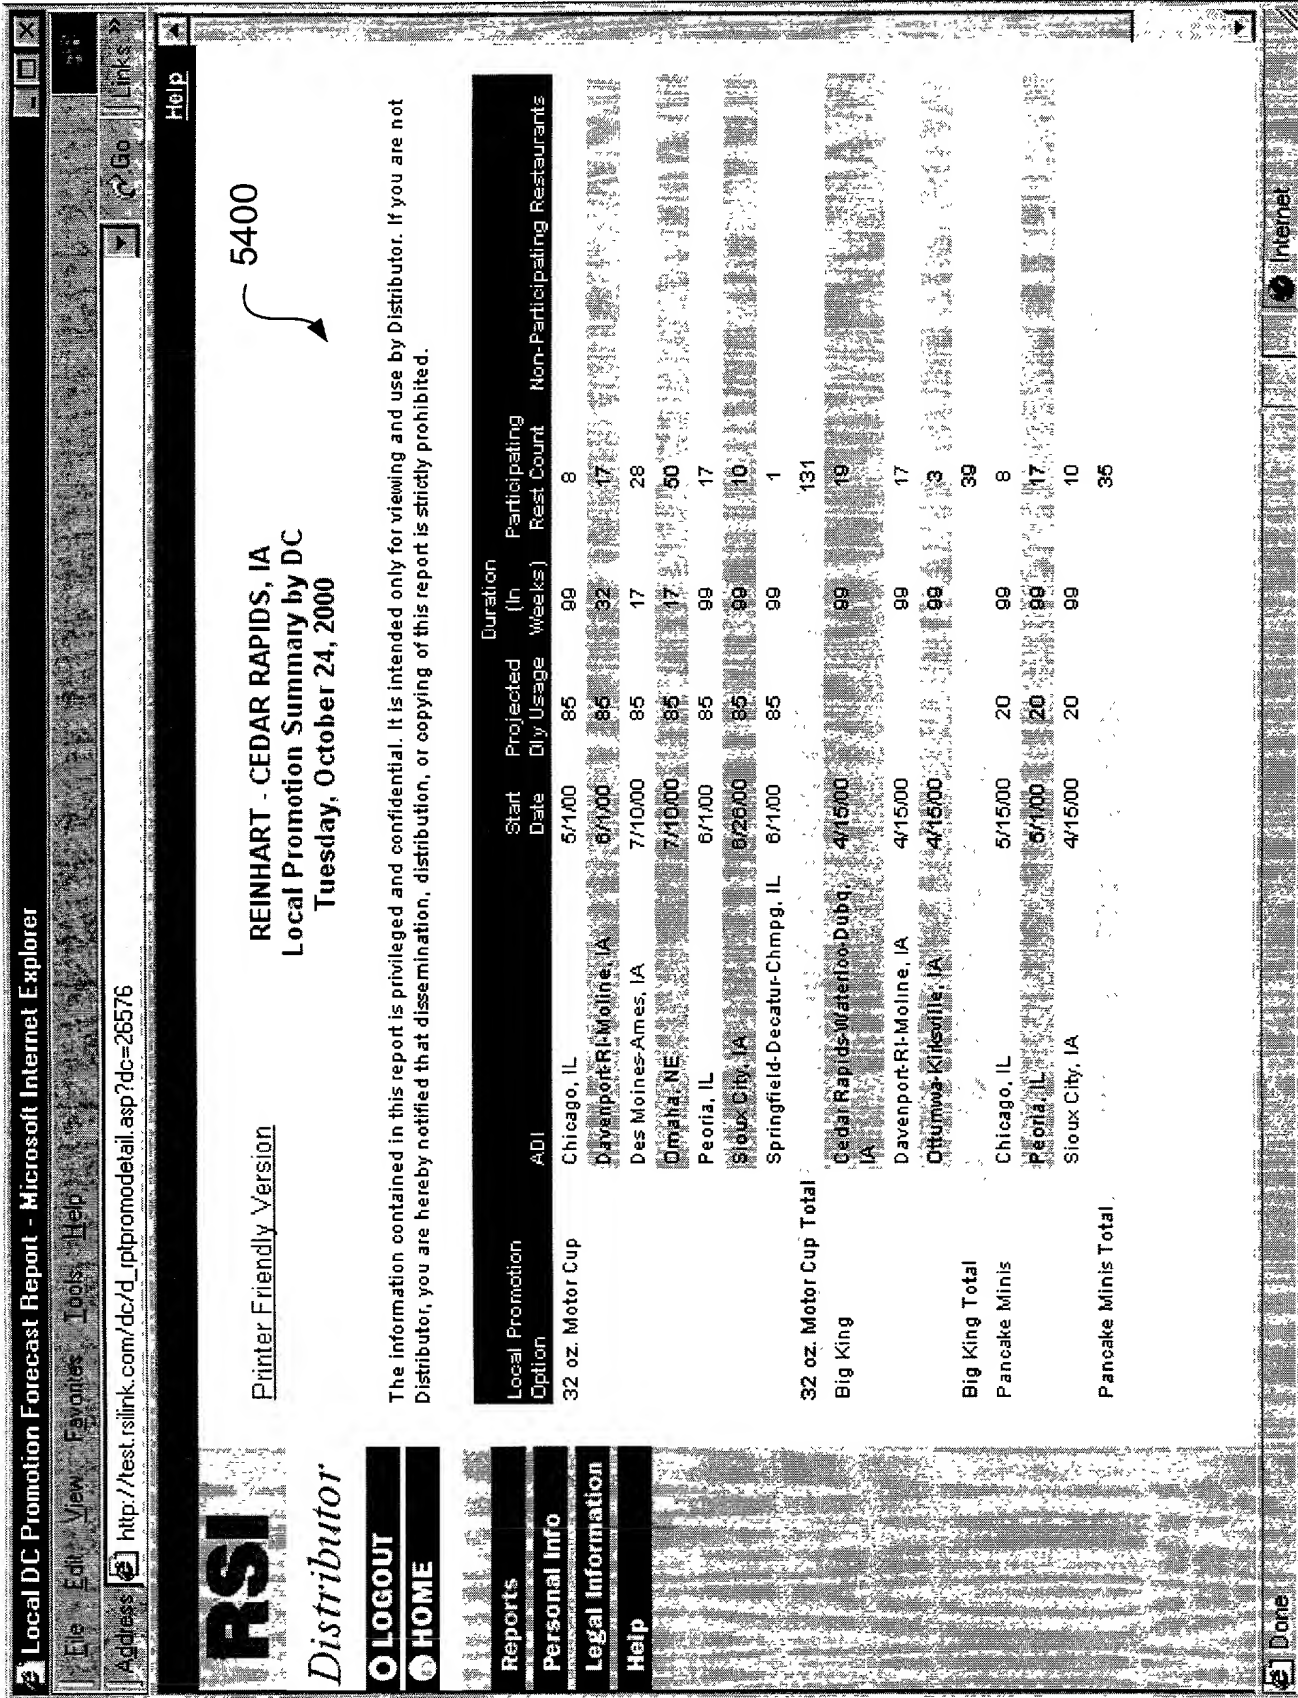 Local DC Promotion Forecast Report - Microsoft Internet Explorer
File Edit View Favorites Tools Help
Address http://test.rsilink.com/dc/d_rptpromodetail.asp?dc=26576 Go Links »
Help
RSI
Distributor
LOGOUT
HOME
Reports
Personal Info
Legal Information
Help
Printer Friendly Version
REINHART - CEDAR RAPIDS, IA
Local Promotion Summary by DC
Tuesday, October 24, 2000
5400
The information contained in this report is privileged and confidential. It is intended only for viewing and use by Distributor. If you are not
Distributor, you are hereby notified that dissemination, distribution, or copying of this report is strictly prohibited.
Local Promotion Option ADI Start Date Projected Dly Usage Duration (In Weeks) Participating Rest Count Non-Participating Restaurants
32 oz. Motor Cup Chicago, IL 5/1/00 85 99 8
Davenport-RI-Moline, IA 6/1/00 85 32 17
Des Moines-Ames, IA 7/10/00 85 17 28
Omaha, NE 7/10/00 85 17 50
Peoria, IL 6/1/00 85 99 17
Sioux City, IA 6/26/00 85 99 10
Springfield-Decatur-Chmpg, IL 6/1/00 85 99 1
32 oz. Motor Cup Total 131
Big King Cedar Rapids-Waterloo-Dubq, IA 4/15/00 99 19
Davenport-RI-Moline, IA 4/15/00 99 17
Ottumwa-Kirksville, IA 4/15/00 99 3
Big King Total 39
Pancake Minis Chicago, IL 5/15/00 20 99 8
Peoria, IL 5/1/00 20 99 17
Sioux City, IA 4/15/00 20 99 10
Pancake Minis Total 35
Done Internet